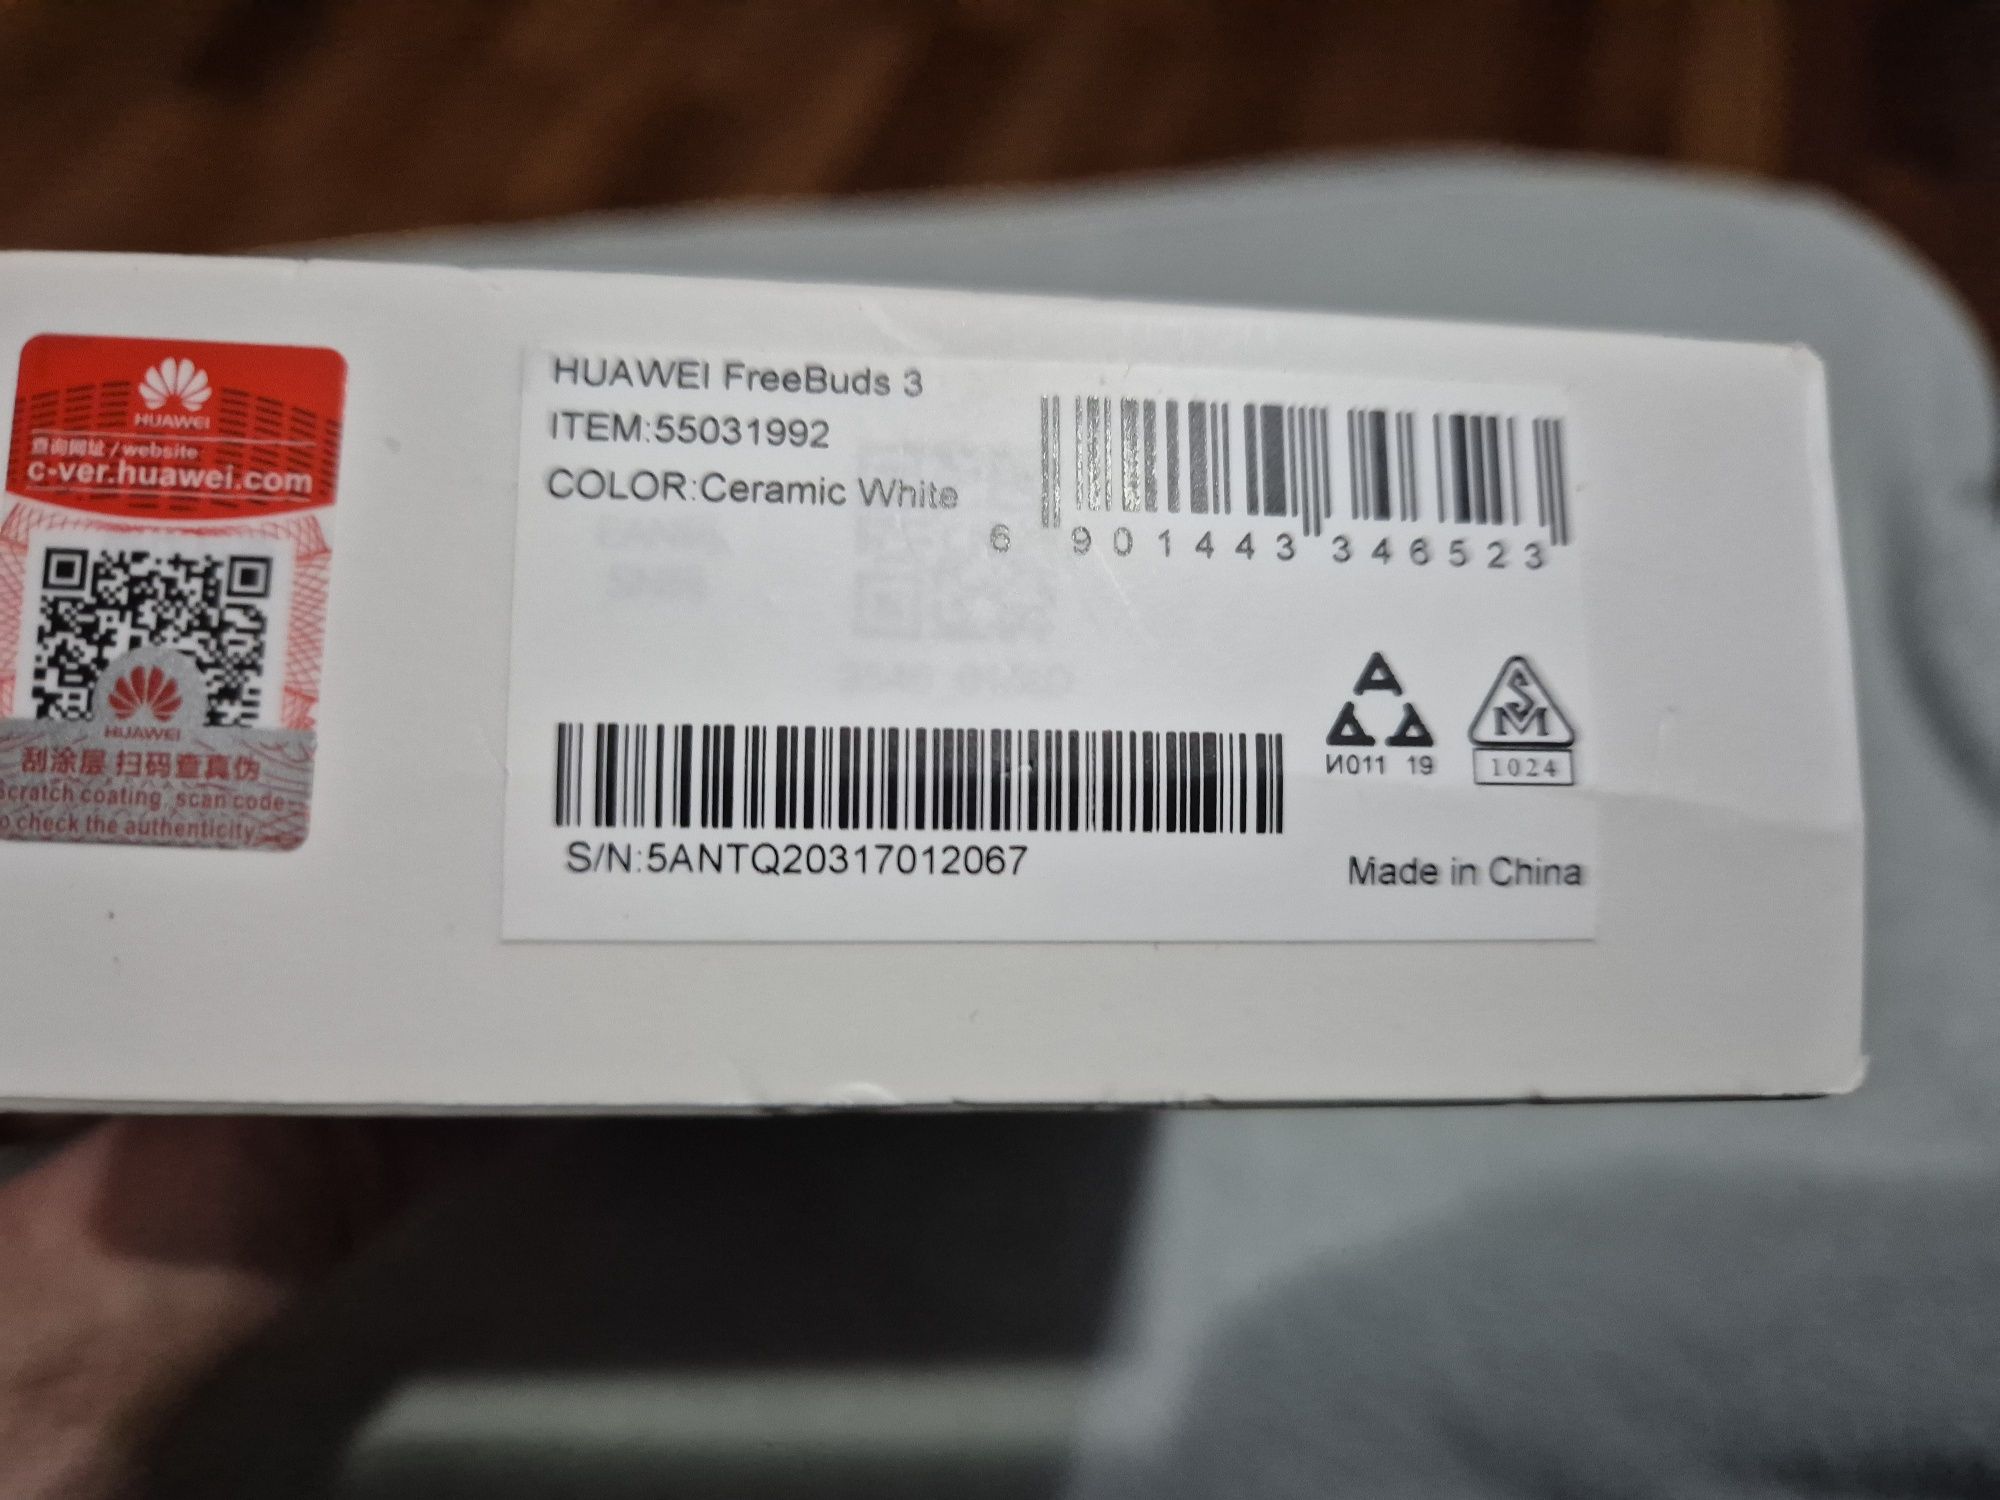 HUAWEI
查询网址/website
c-ver.huawei.com
HUAWEI
刮涂层 扫码查真伪
Scratch coating, scan code
to check the authenticity
HUAWEI FreeBuds 3
ITEM:55031992
COLOR:Ceramic White
6 901443 346523
И011 19
SM
1024
S/N:5ANTQ20317012067
Made in China